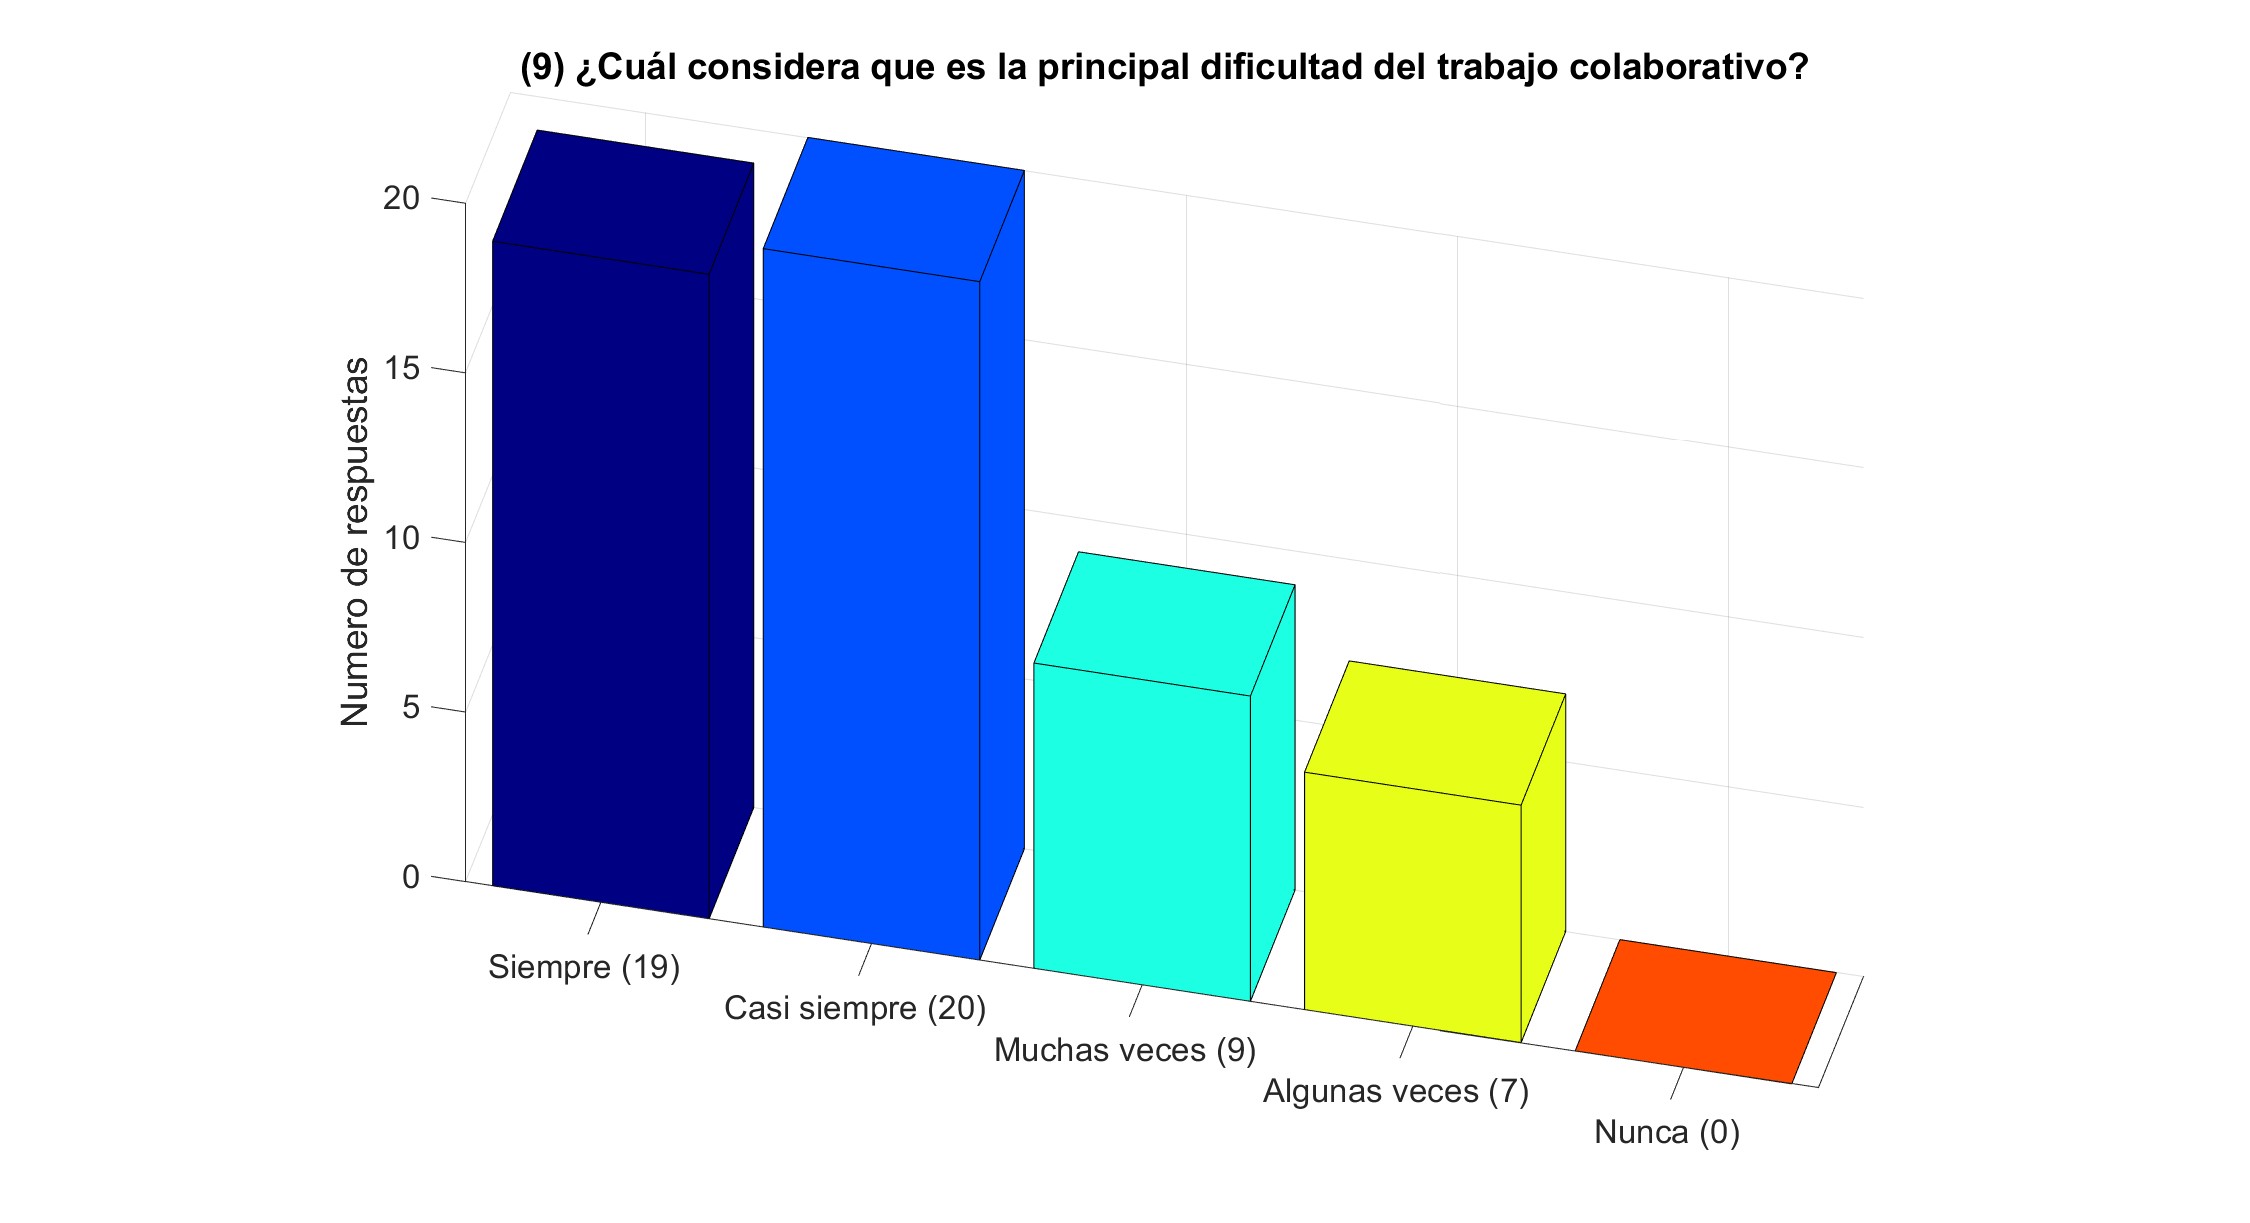 (9) ¿Cuál considera que es la principal dificultad del trabajo colaborativo?
Numero de respuestas
20
15
10
5
0
Siempre (19)
Casi siempre (20)
Muchas veces (9)
Algunas veces (7)
Nunca (0)